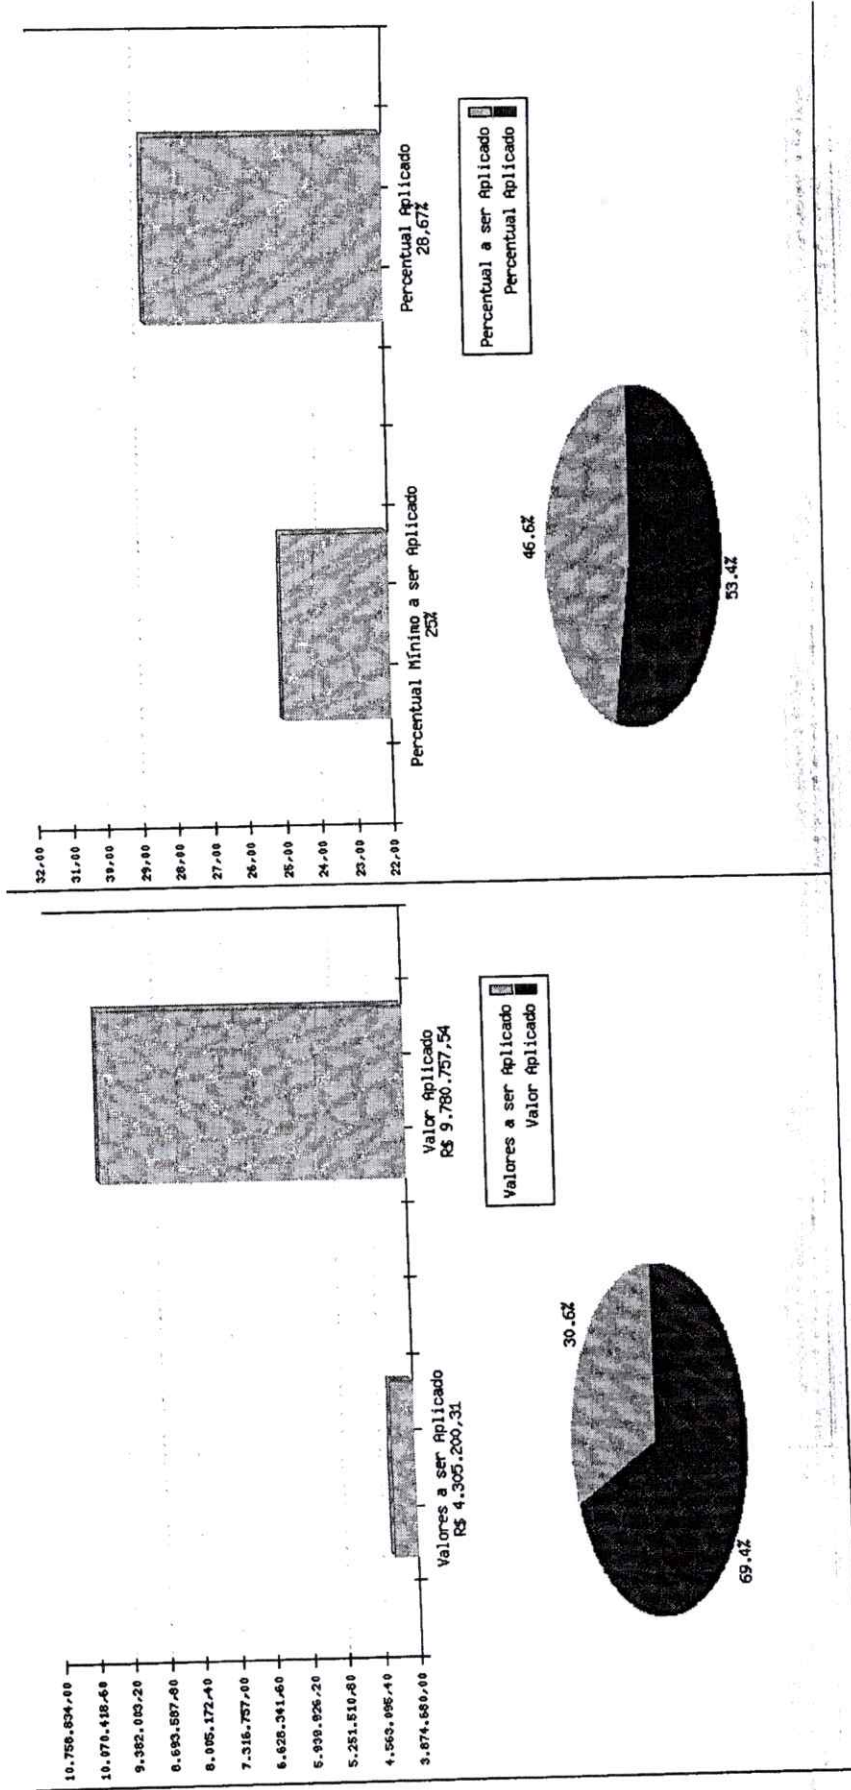 10.758.834,00
10.070.418,60
9.382.003,20
8.693.587,80
8.005.172,40
7.316.757,00
6.628.341,60
5.939.926,20
5.251.510,80
4.563.095,40
3.874.680,00
Valores a ser Aplicado
R$ 4.305.200,31
Valor Aplicado
R$ 9.780.757,54
30.6%
69.4%
Valores a ser Aplicado
Valor Aplicado
32,00
31,00
30,00
29,00
28,00
27,00
26,00
25,00
24,00
23,00
22,00
Percentual Mínimo a ser Aplicado
25%
Percentual Aplicado
28,67%
46.6%
53.4%
Percentual a ser Aplicado
Percentual Aplicado